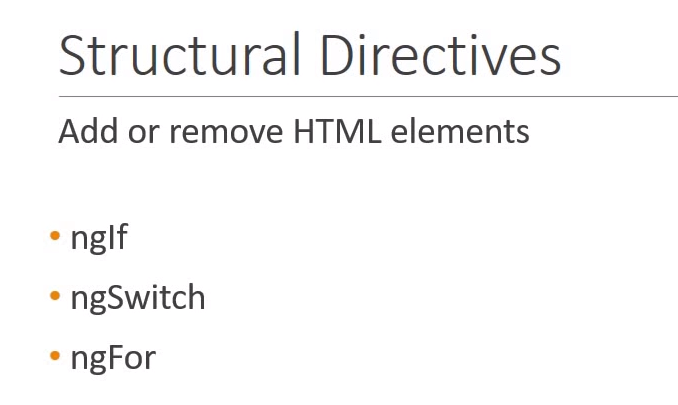 Structural Directives
Add or remove HTML elements
• ngIf
• ngSwitch
• ngFor